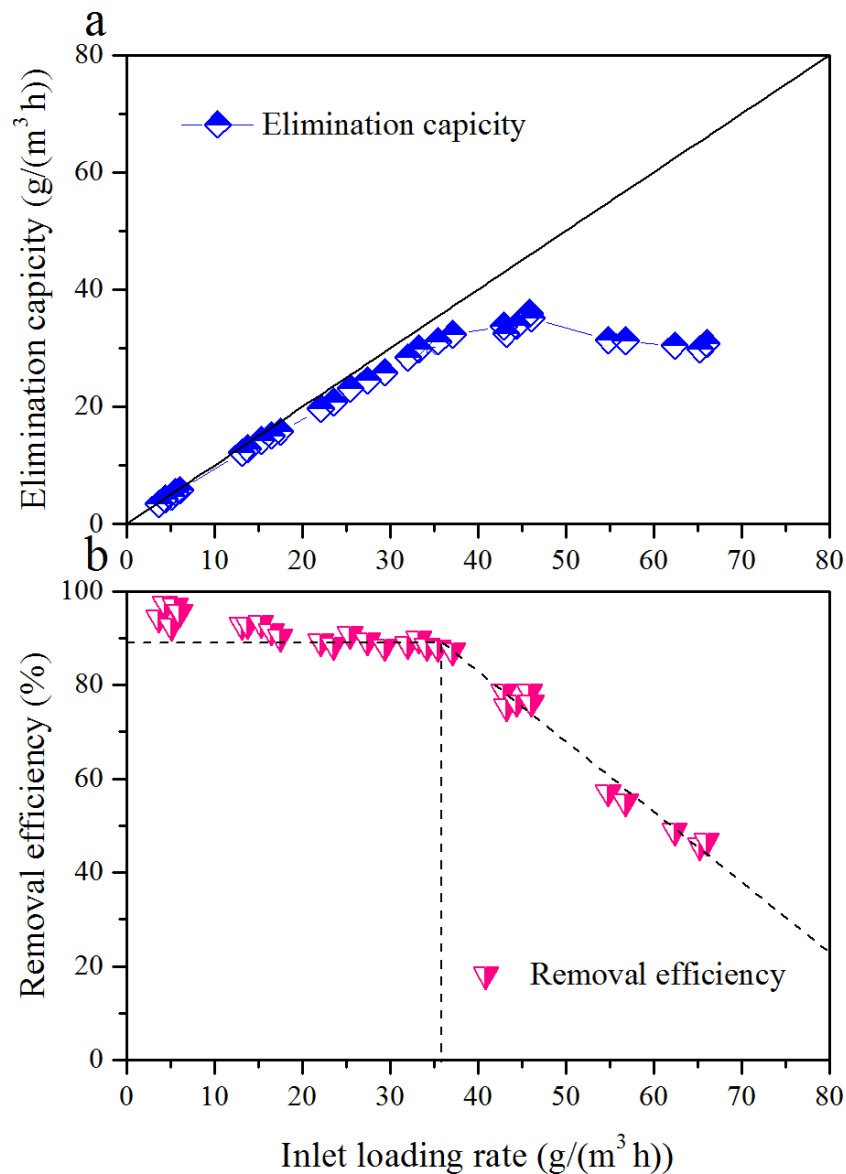 a
Elimination capicity (g/(m³ h))
80
60
40
20
0
Elimination capicity
0 10 20 30 40 50 60 70 80
b
Removal efficiency (%)
100
80
60
40
20
0
Removal efficiency
0 10 20 30 40 50 60 70 80
Inlet loading rate (g/(m³ h))